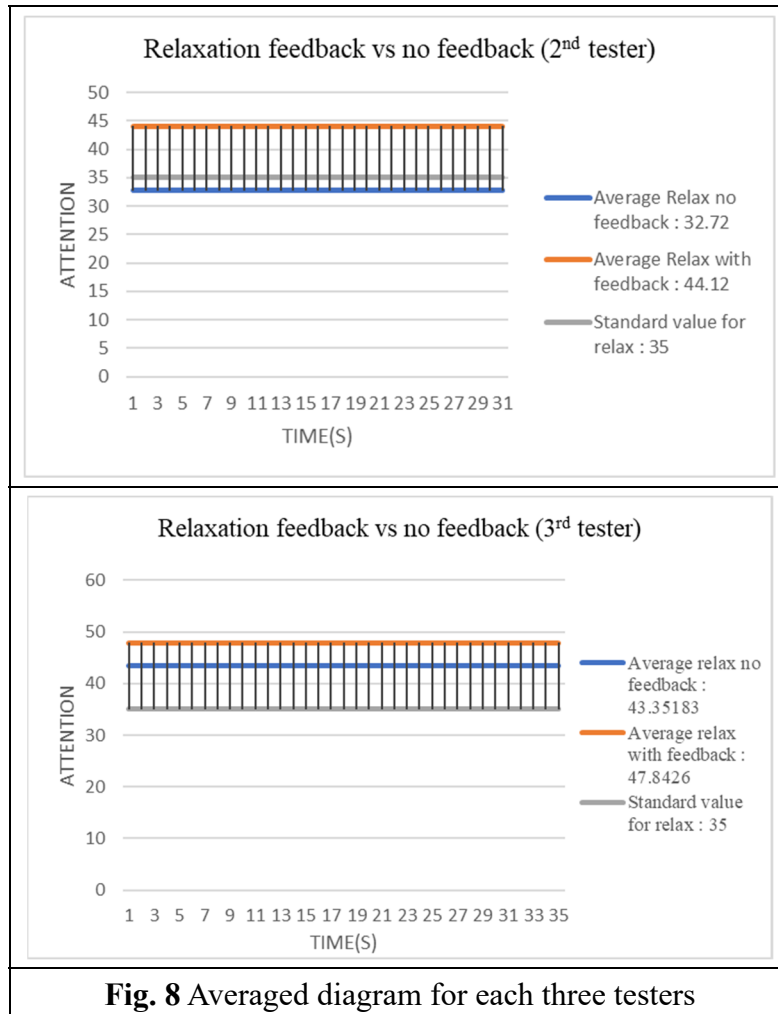 Relaxation feedback vs no feedback (2nd tester)
50
45
40
35
30
25
20
15
10
5
0
ATTENTION
1 3 5 7 9 11 13 15 17 19 21 23 25 27 29 31
TIME(S)
Average Relax no
feedback : 32.72
Average Relax with
feedback : 44.12
Standard value for
relax : 35
Relaxation feedback vs no feedback (3rd tester)
60
50
40
30
20
10
0
ATTENTION
1 3 5 7 9 11 13 15 17 19 21 23 25 27 29 31 33 35
TIME(S)
Average relax no
feedback :
43.35183
Average relax
with feedback :
47.8426
Standard value
for relax : 35
Fig. 8 Averaged diagram for each three testers